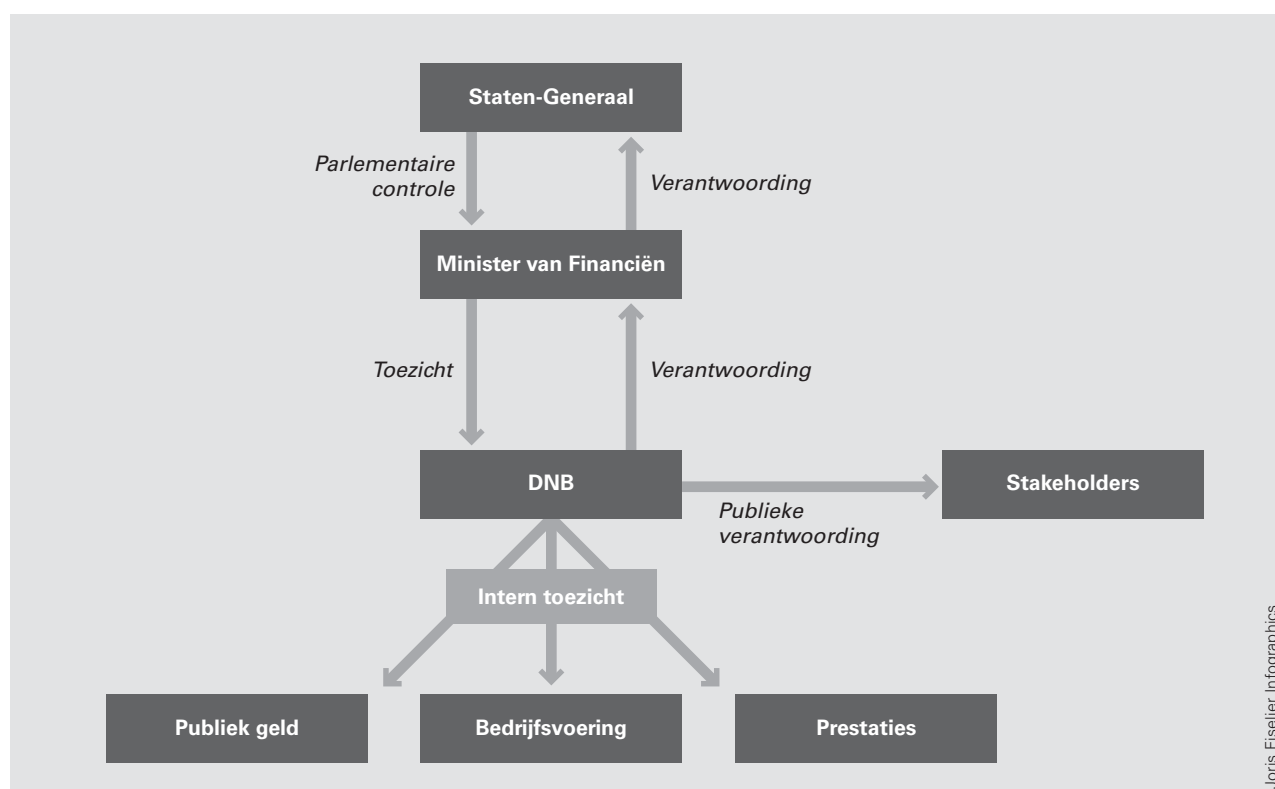 Staten-Generaal
Parlementaire
controle
Verantwoording
Minister van Financiën
Toezicht
Verantwoording
DNB
Stakeholders
Publieke
verantwoording
Intern toezicht
Publiek geld
Bedrijfsvoering
Prestaties
Joris Fiselier Infographics